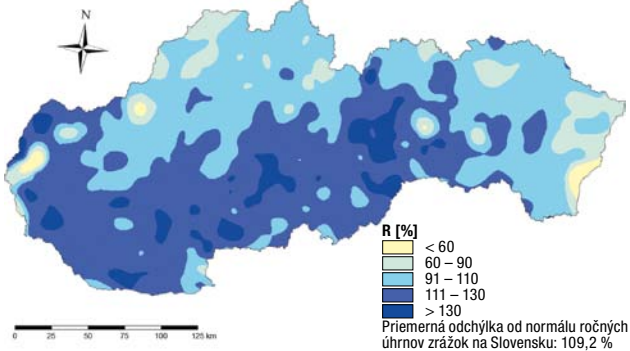 N
R [%]
< 60
60 – 90
91 – 110
111 – 130
> 130
0 25 50 75 100 125 km
Priemerná odchýlka od normálu ročných
úhrnov zrážok na Slovensku: 109,2 %